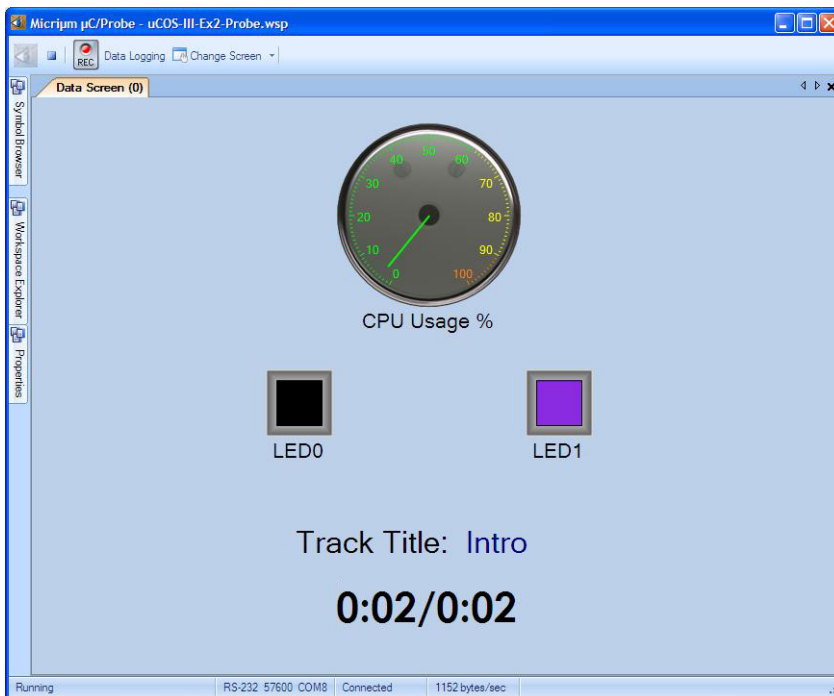 Micriµm µC/Probe - uCOS-III-Ex2-Probe.wsp
REC Data Logging Change Screen
Data Screen (0)
Symbol Browser
Workspace Explorer
Properties
50
40 60
30 70
20 80
10 90
0 100
CPU Usage %
LED0 LED1
Track Title: Intro
0:02/0:02
Running RS-232 57600 COM8 Connected 1152 bytes/sec